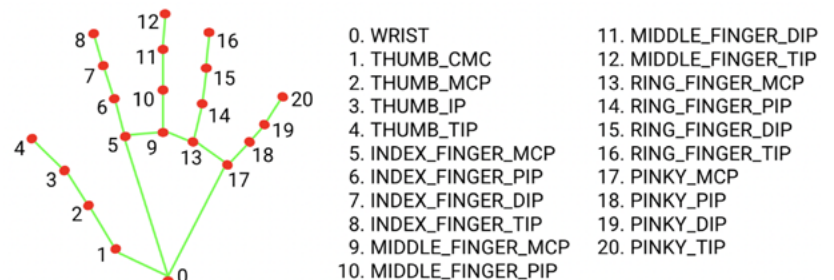 12
8
16
11
7
15
10
6
14
20
4
5
9
13
19
18
3
17
2
1
0
0. WRIST
1. THUMB_CMC
2. THUMB_MCP
3. THUMB_IP
4. THUMB_TIP
5. INDEX_FINGER_MCP
6. INDEX_FINGER_PIP
7. INDEX_FINGER_DIP
8. INDEX_FINGER_TIP
9. MIDDLE_FINGER_MCP
10. MIDDLE_FINGER_PIP
11. MIDDLE_FINGER_DIP
12. MIDDLE_FINGER_TIP
13. RING_FINGER_MCP
14. RING_FINGER_PIP
15. RING_FINGER_DIP
16. RING_FINGER_TIP
17. PINKY_MCP
18. PINKY_PIP
19. PINKY_DIP
20. PINKY_TIP